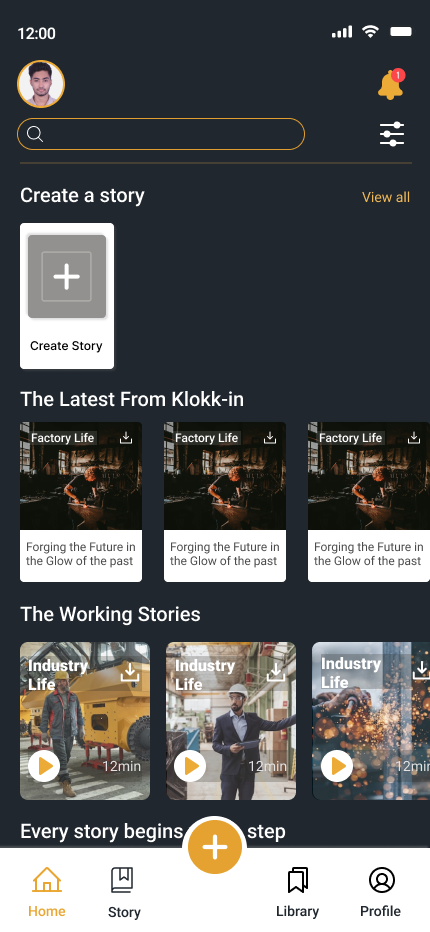 12:00
1
Create a story
View all
Create Story
The Latest From Klokk-in
Factory Life
Factory Life
Factory Life
Forging the Future in
the Glow of the past
Forging the Future in
the Glow of the past
Forging the Future in
the Glow of the past
The Working Stories
Industry
Life
Industry
Life
Industry
Life
12min
12min
12min
Every story begins
step
Home
Story
Library
Profile